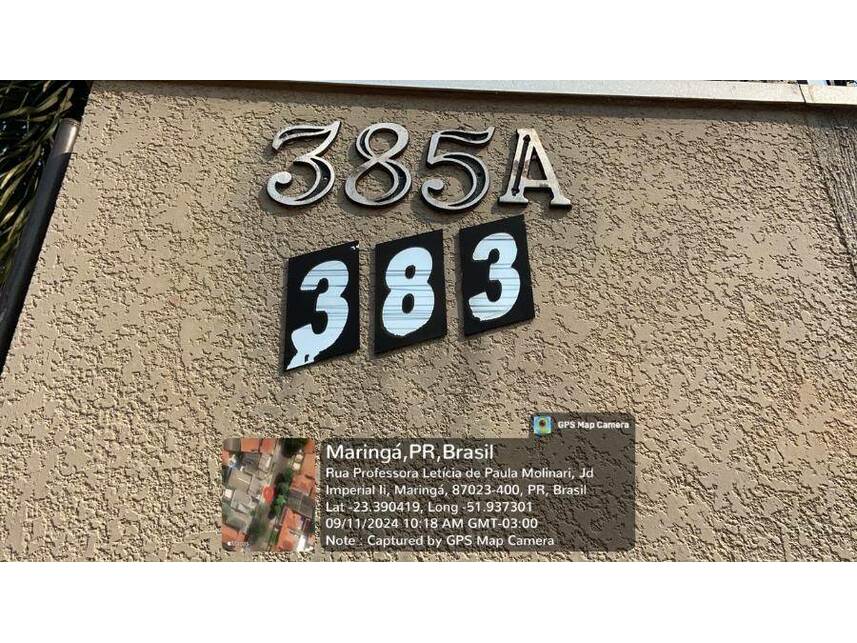 385A
383
GPS Map Camera
Maringá,PR,Brasil
Rua Professora Letícia de Paula Molinari, Jd
Imperial Ii, Maringá, 87023-400, PR, Brasil
Lat -23.390419, Long -51.937301
09/11/2024 10:18 AM GMT-03:00
Note : Captured by GPS Map Camera